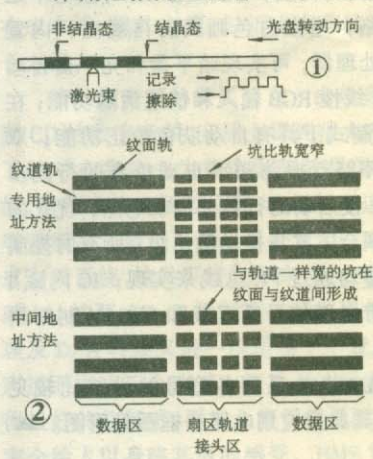 非结晶态
结晶态
光盘转动方向
①
激光束
记录
擦除
纹面轨
坑比轨宽窄
纹道轨
专用地
址方法
与轨道一样宽的坑在
纹面与纹道间形成
中间地
址方法
②
数据区
扇区轨道
接头区
数据区